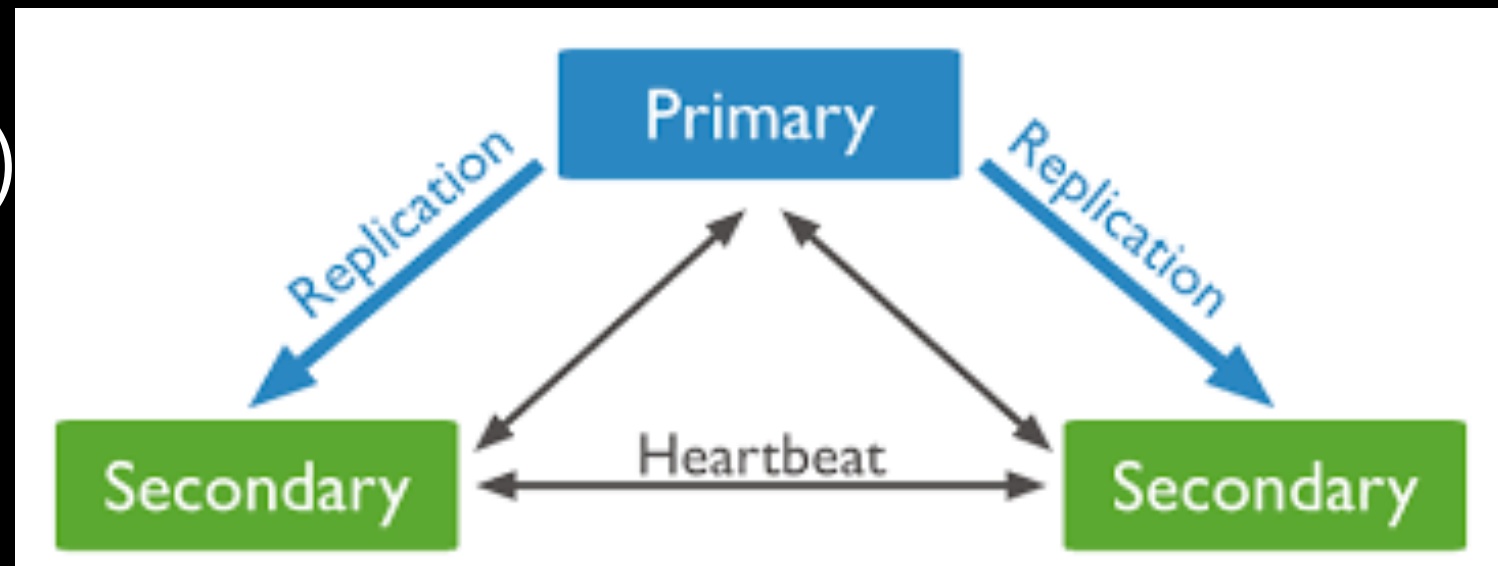 Primary
Replication
Replication
Heartbeat
Secondary
Secondary